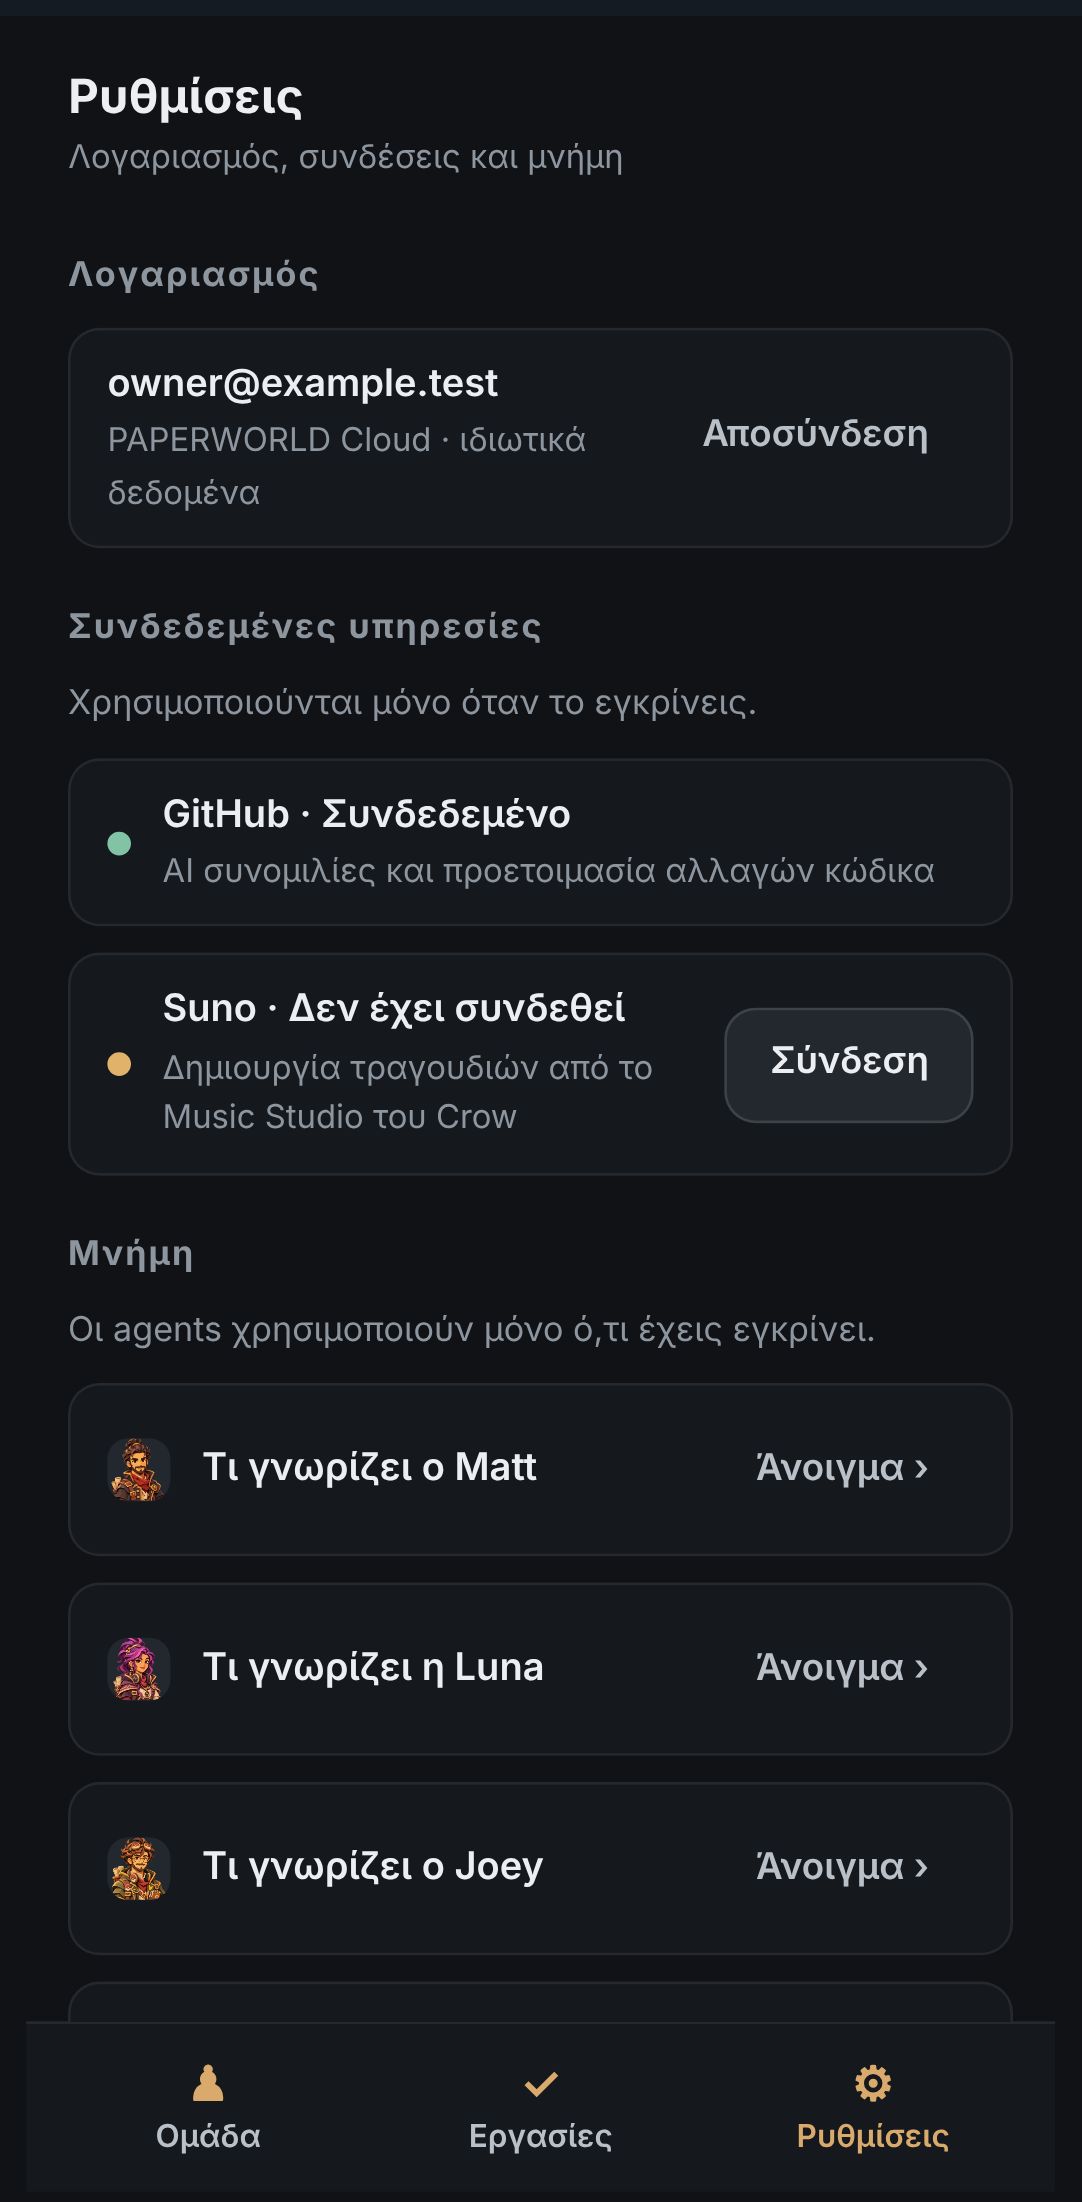 Ρυθμίσεις
Λογαριασμός, συνδέσεις και μνήμη
Λογαριασμός
owner@example.test
PAPERWORLD Cloud · ιδιωτικά
δεδομένα
Αποσύνδεση
Συνδεδεμένες υπηρεσίες
Χρησιμοποιούνται μόνο όταν το εγκρίνεις.
GitHub · Συνδεδεμένο
AI συνομιλίες και προετοιμασία αλλαγών κώδικα
Suno · Δεν έχει συνδεθεί
Δημιουργία τραγουδιών από το
Music Studio του Crow
Σύνδεση
Μνήμη
Οι agents χρησιμοποιούν μόνο ό,τι έχεις εγκρίνει.
Τι γνωρίζει ο Matt
Άνοιγμα ›
Τι γνωρίζει η Luna
Άνοιγμα ›
Τι γνωρίζει ο Joey
Άνοιγμα ›
Ομάδα
Εργασίες
Ρυθμίσεις